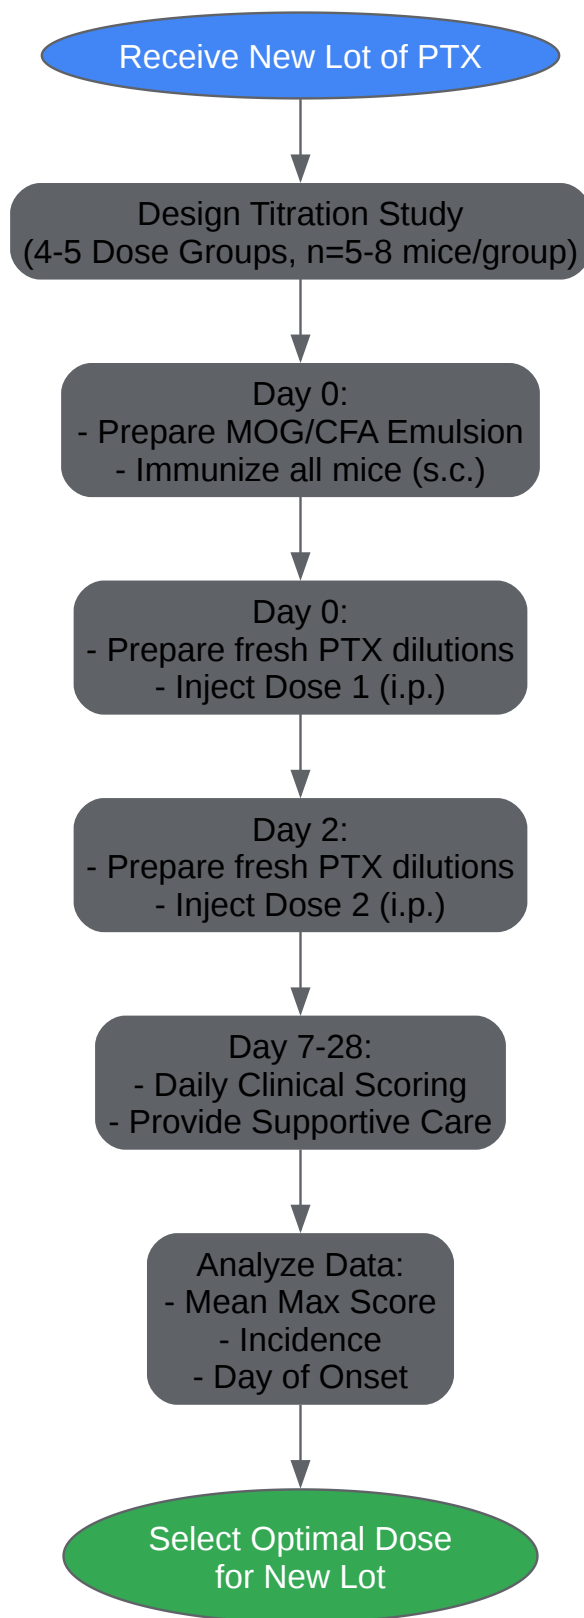 Receive New Lot of PTX
Design Titration Study
(4-5 Dose Groups, n=5-8 mice/group)
Day 0:
- Prepare MOG/CFA Emulsion
- Immunize all mice (s.c.)
Day 0:
- Prepare fresh PTX dilutions
- Inject Dose 1 (i.p.)
Day 2:
- Prepare fresh PTX dilutions
- Inject Dose 2 (i.p.)
Day 7-28:
- Daily Clinical Scoring
- Provide Supportive Care
Analyze Data:
- Mean Max Score
- Incidence
- Day of Onset
Select Optimal Dose
for New Lot